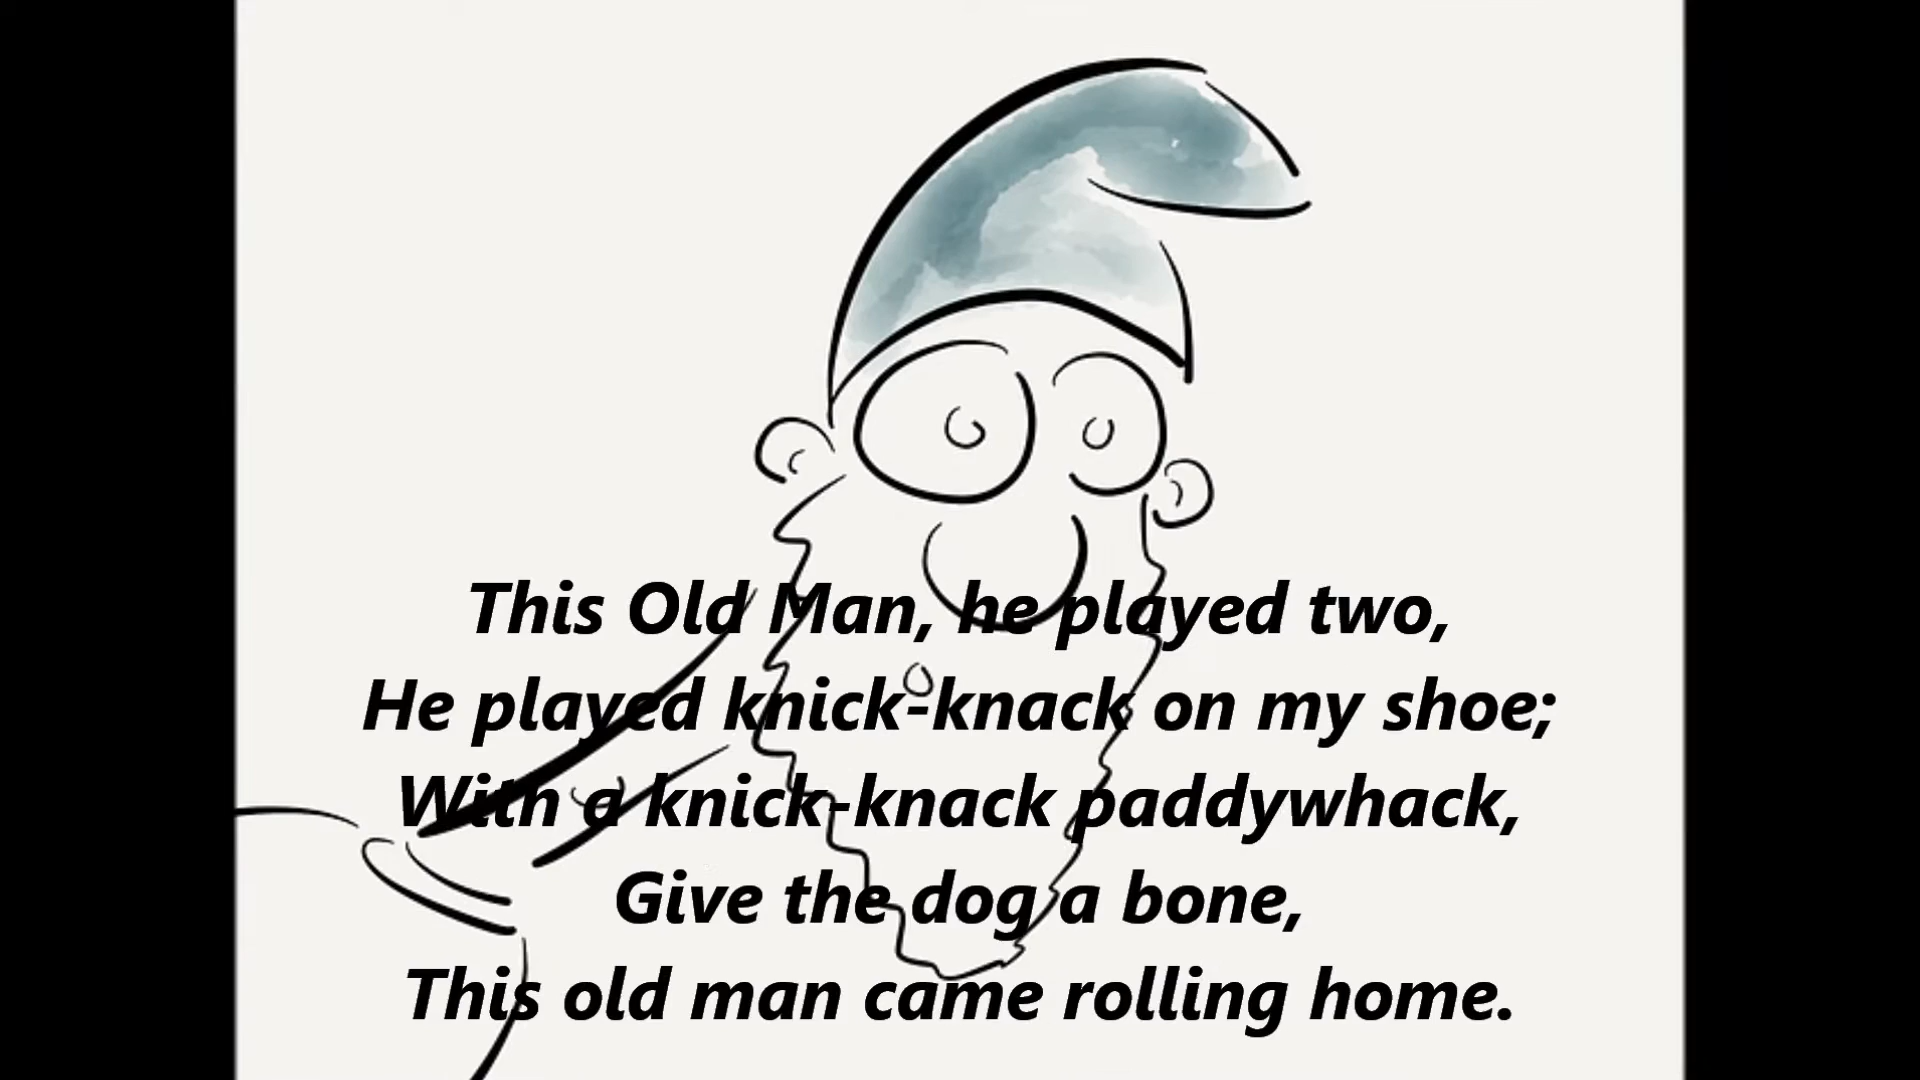 This Old Man, he played two,
He played knick-knack on my shoe;
With a knick-knack paddywhack,
Give the dog a bone,
This old man came rolling home.